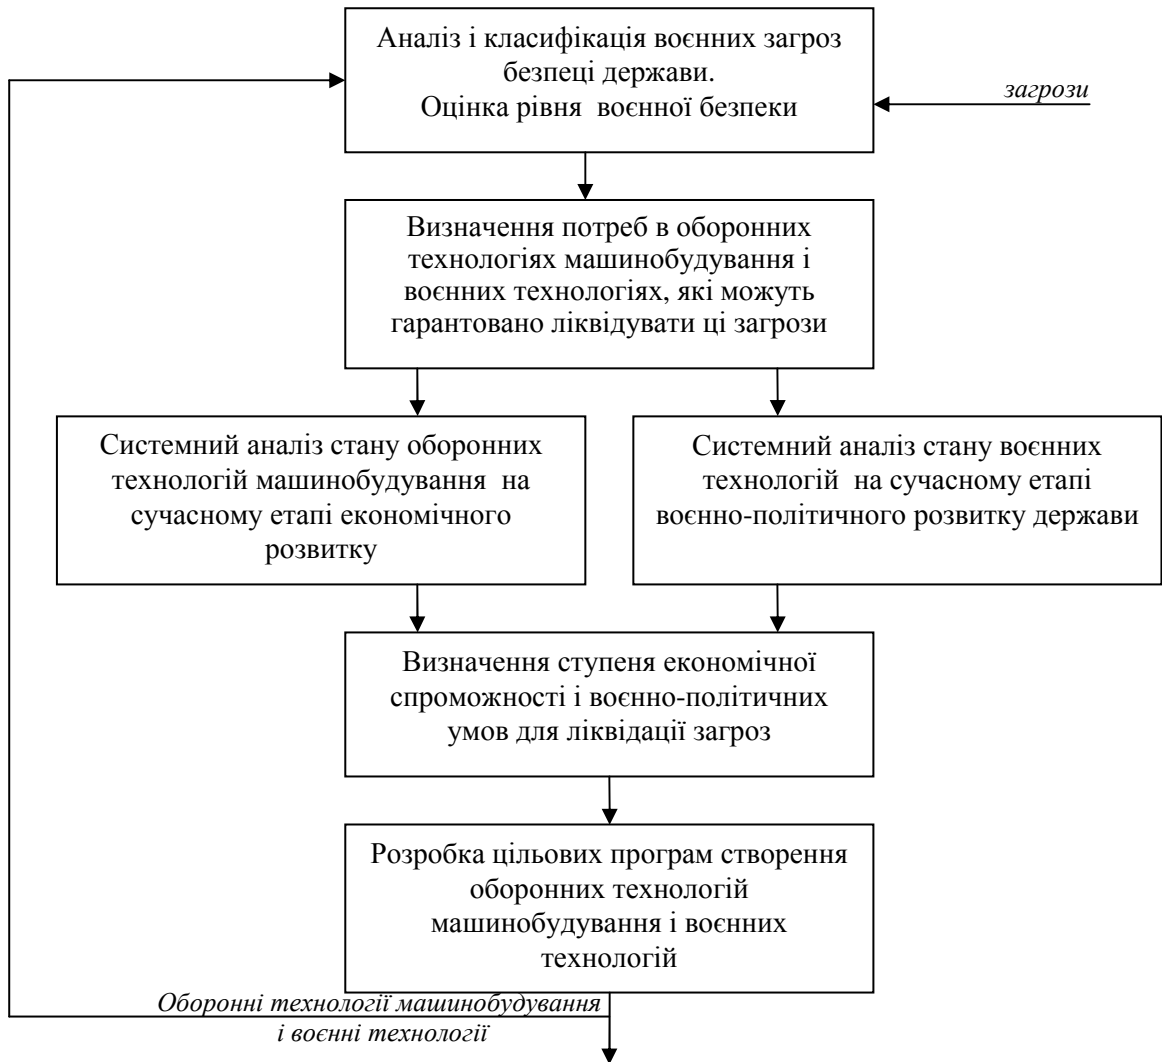 Аналіз і класифікація воєнних загроз
безпеці держави.
Оцінка рівня воєнної безпеки
загрози
Визначення потреб в оборонних
технологіях машинобудування і
воєнних технологіях, які можуть
гарантовано ліквідувати ці загрози
Системний аналіз стану оборонних
технологій машинобудування на
сучасному етапі економічного
розвитку
Системний аналіз стану воєнних
технологій на сучасному етапі
воєнно-політичного розвитку держави
Визначення ступеня економічної
спроможності і воєнно-політичних
умов для ліквідації загроз
Розробка цільових програм створення
оборонних технологій
машинобудування і воєнних
технологій
Оборонні технології машинобудування
і воєнні технології